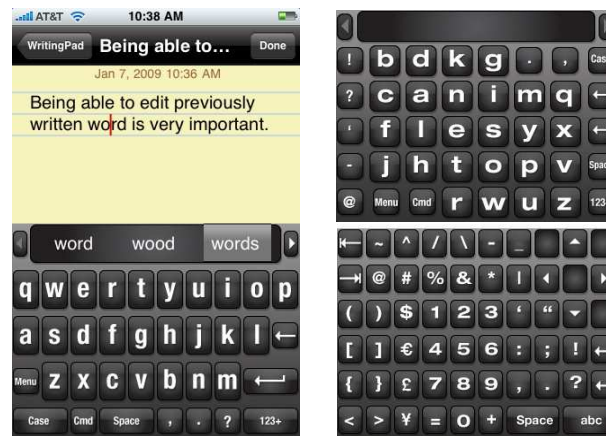 AT&T 10:38 AM
WritingPad Being able to... Done
Jan 7, 2009 10:36 AM
Being able to edit previously
written word is very important.
word wood words
q w e r t y u i o p
a s d f g h j k l ←
Menu z x c v b n m
Case Cmd Space , . ? 123+
! b d k g . , Cas
? c a n i m q ←
‘ f l e s y x ←
- j h t o p v Spac
@ Menu Cmd r w u z 123
~ ^ / \ - _
@ # % & * |
( ) $ 1 2 3 ‘ “
[ ] € 4 5 6 : ; ! ←
{ } £ 7 8 9 , . ? ←
< > ¥ = 0 + Space abc